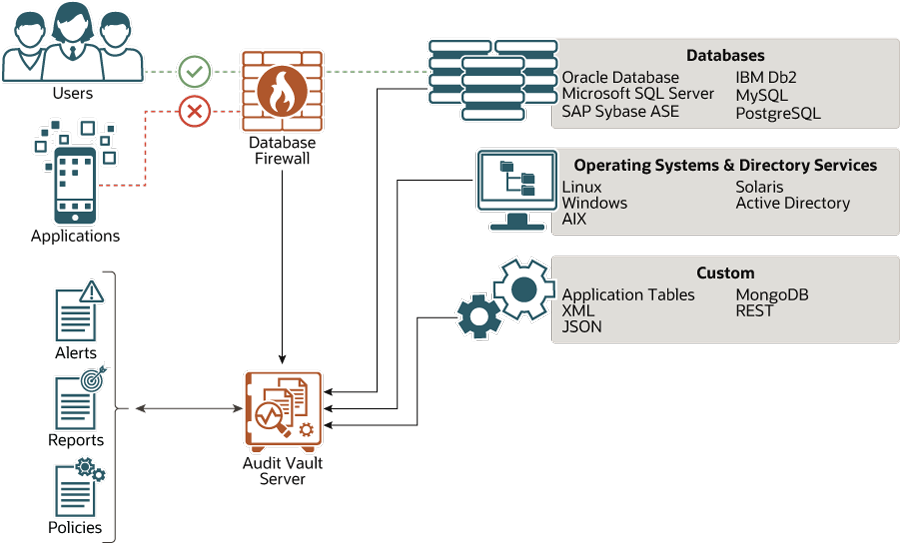 Users
Applications
Database
Firewall
Databases
Oracle Database
Microsoft SQL Server
SAP Sybase ASE
IBM Db2
MySQL
PostgreSQL
Operating Systems & Directory Services
Linux
Windows
AIX
Solaris
Active Directory
Custom
Application Tables
XML
JSON
MongoDB
REST
Alerts
Reports
Policies
Audit Vault
Server